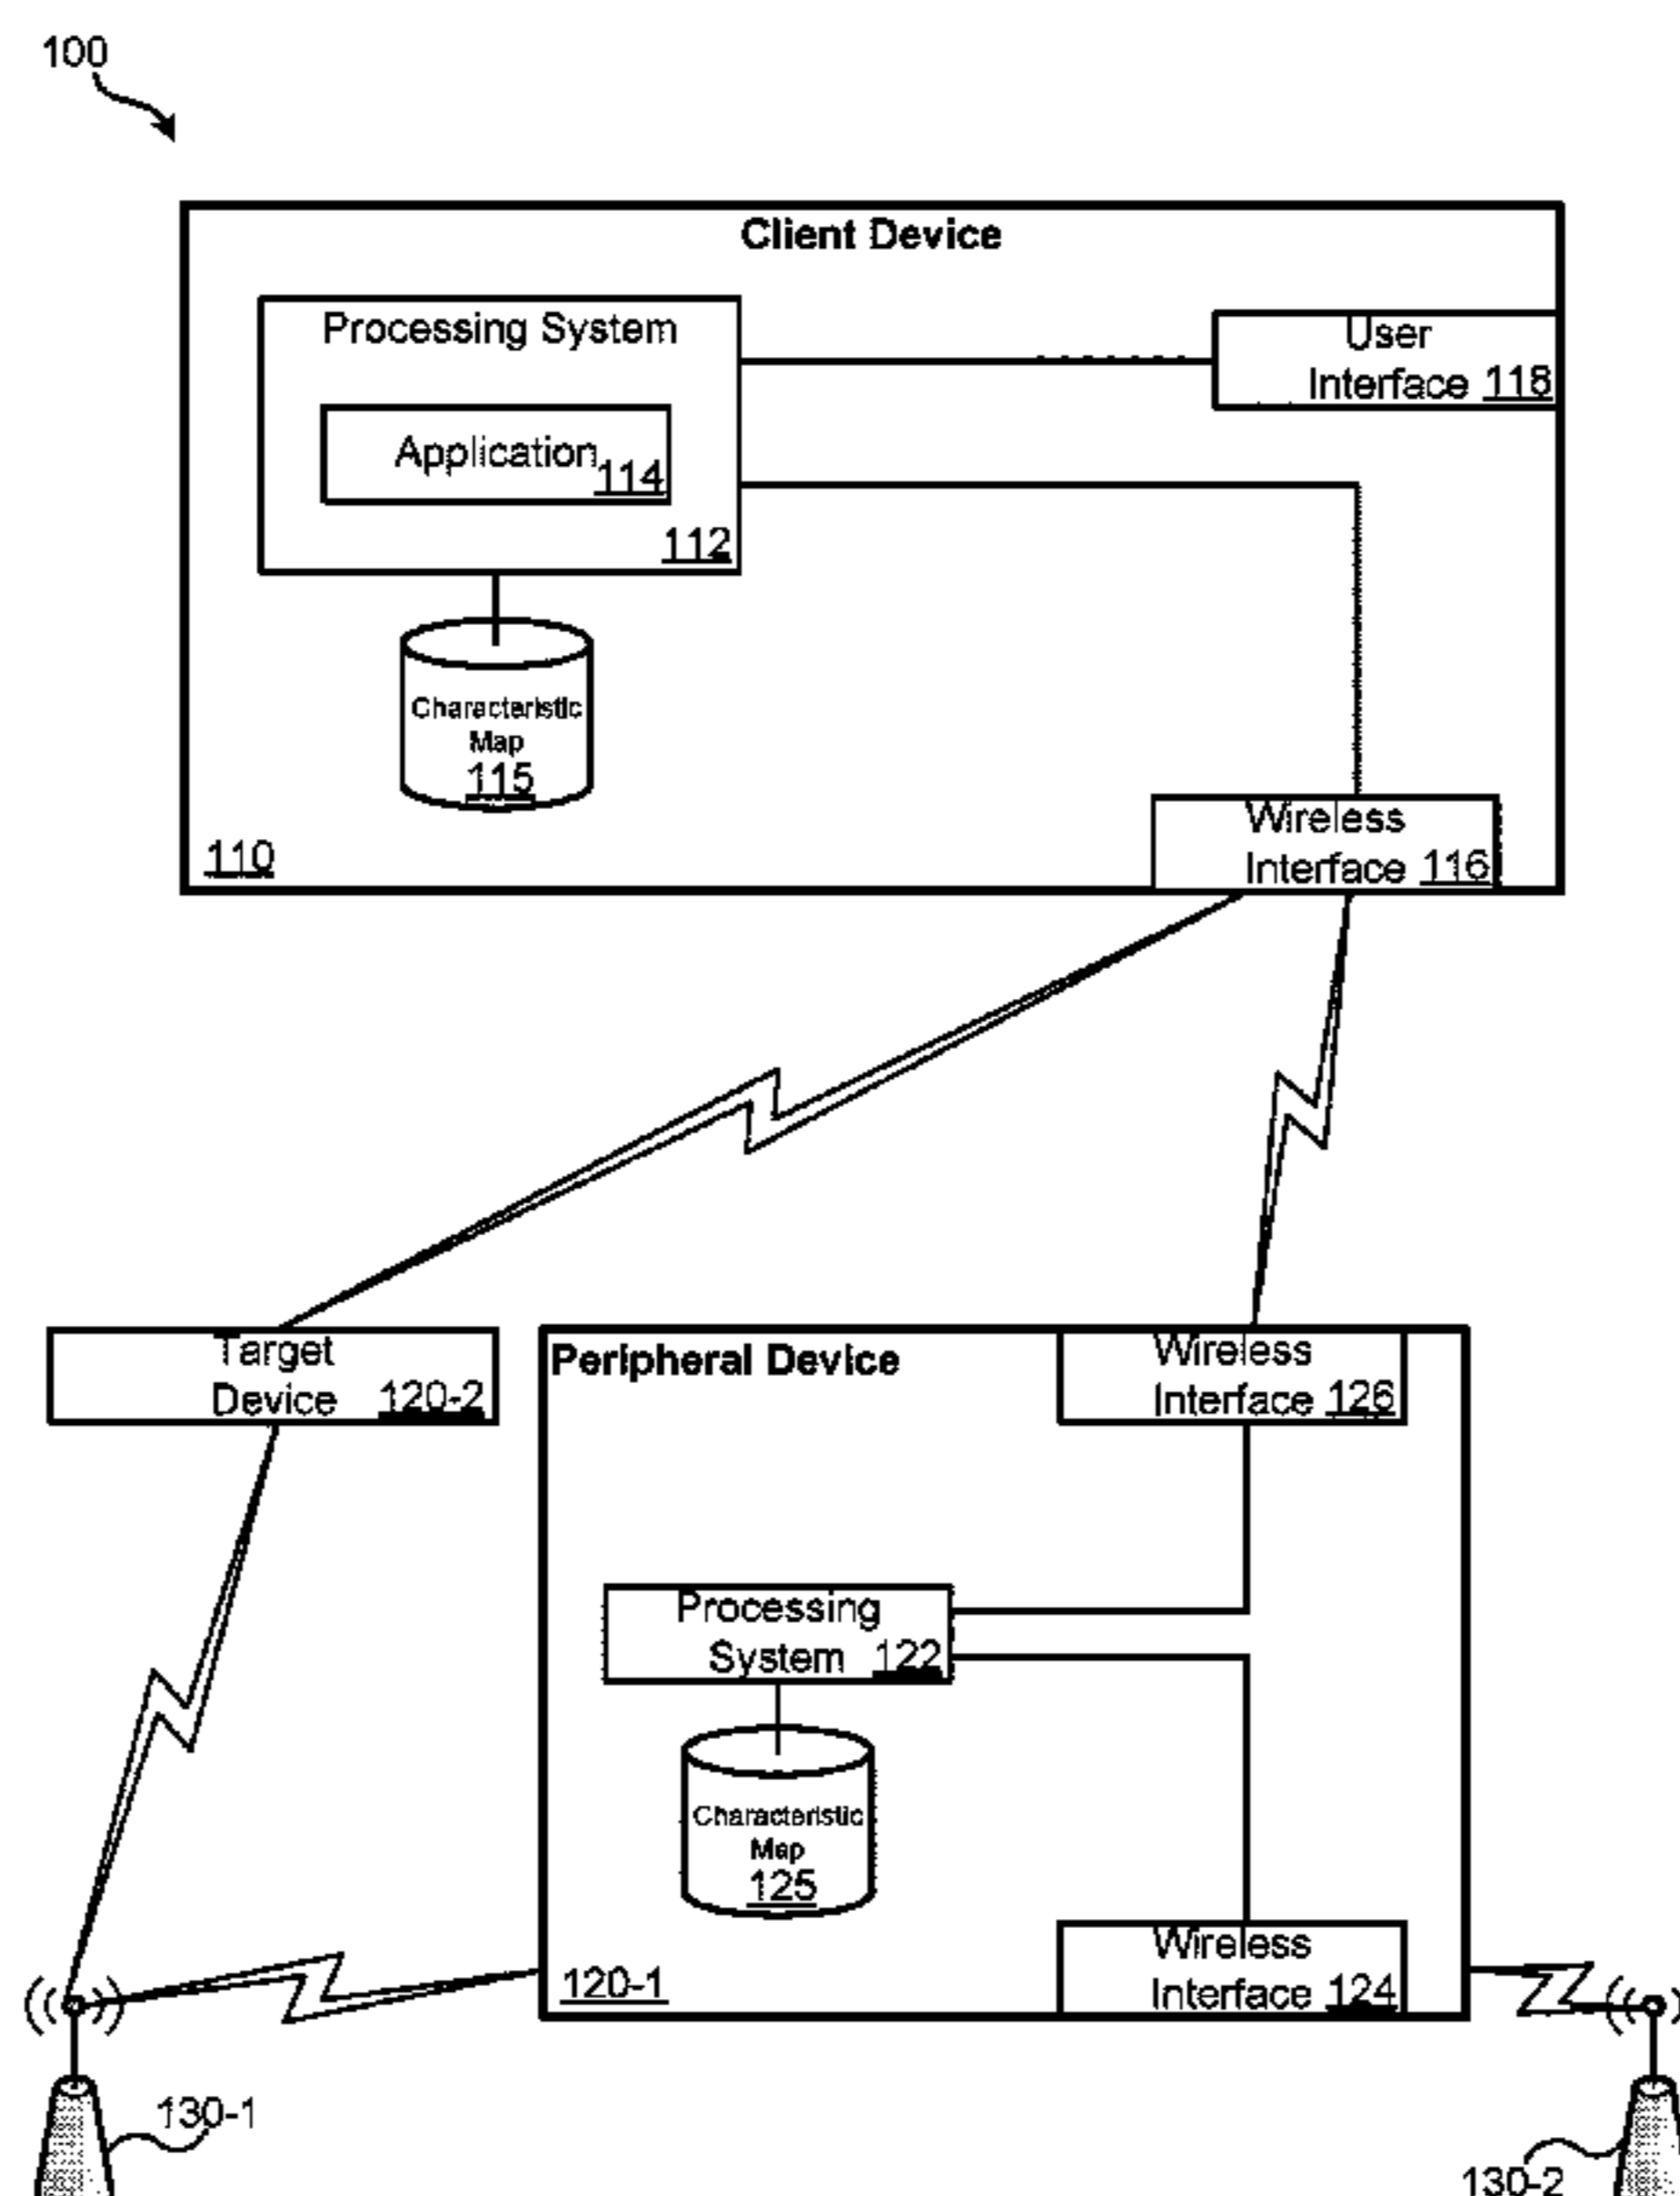 100
Client Device
Processing System
User
Interface 118
Application
114
112
Characteristic
Map
115
Wireless
Interface 116
110
Target
Device 120-2
Peripheral Device
Wireless
Interface 126
Processing
System 122
Characteristic
Map
125
Wireless
Interface 124
120-1
130-1
130-2